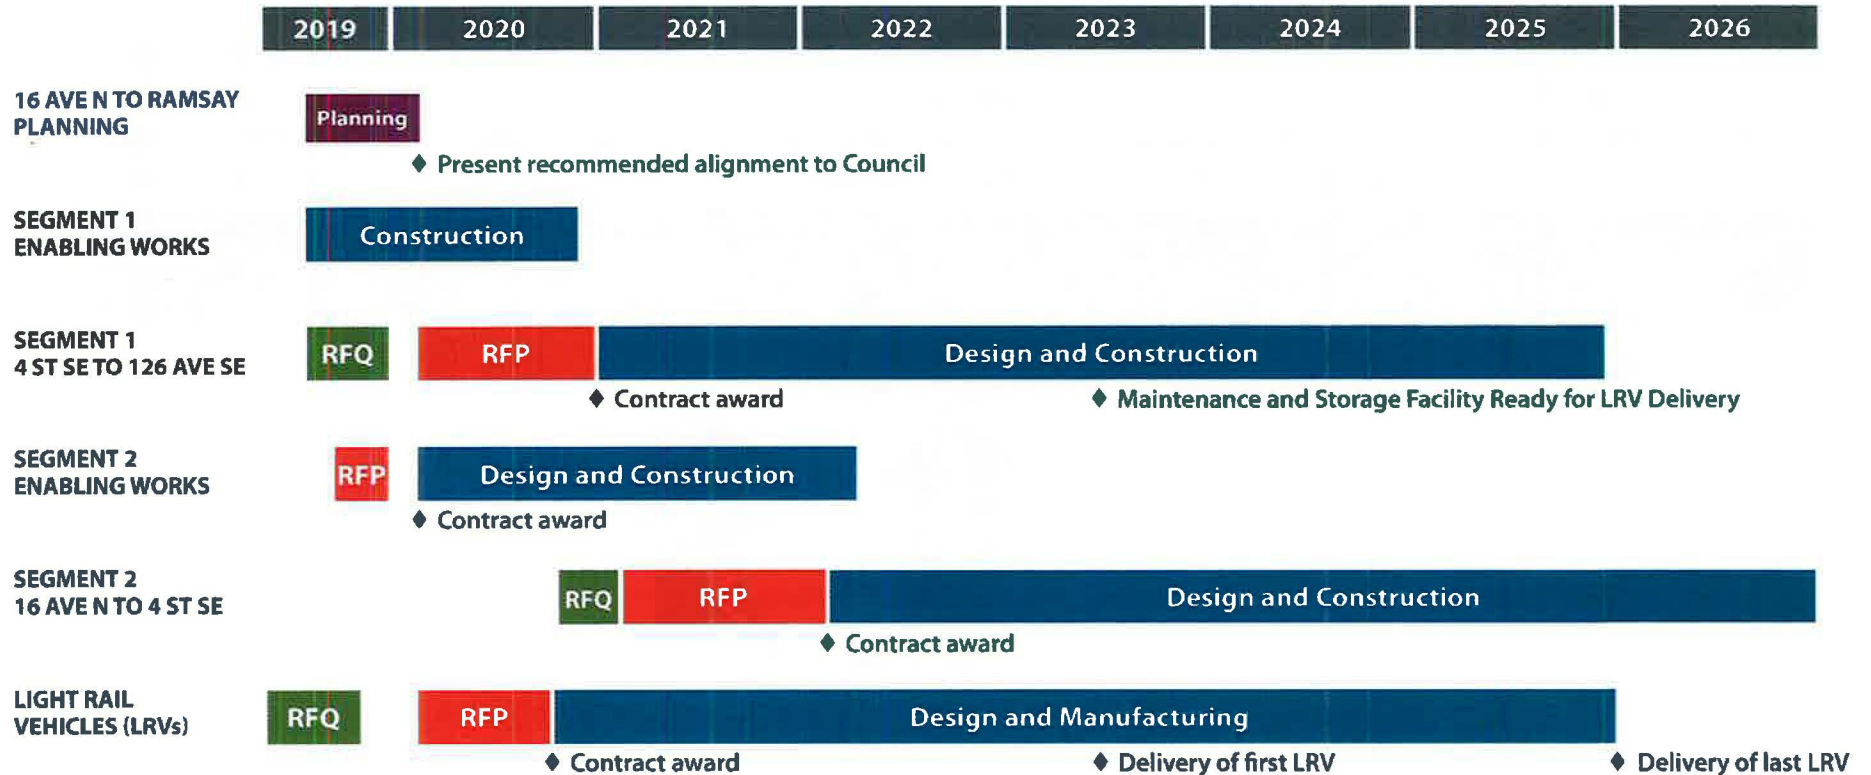 2019 2020 2021 2022 2023 2024 2025 2026
16 AVE N TO RAMSAY
PLANNING
Planning
◆ Present recommended alignment to Council
SEGMENT 1
ENABLING WORKS
Construction
SEGMENT 1
4 ST SE TO 126 AVE SE
RFQ RFP Design and Construction
◆ Contract award ◆ Maintenance and Storage Facility Ready for LRV Delivery
SEGMENT 2
ENABLING WORKS
RFP Design and Construction
◆ Contract award
SEGMENT 2
16 AVE N TO 4 ST SE
RFQ RFP Design and Construction
◆ Contract award
LIGHT RAIL
VEHICLES (LRVs)
RFQ RFP Design and Manufacturing
◆ Contract award ◆ Delivery of first LRV ◆ Delivery of last LRV